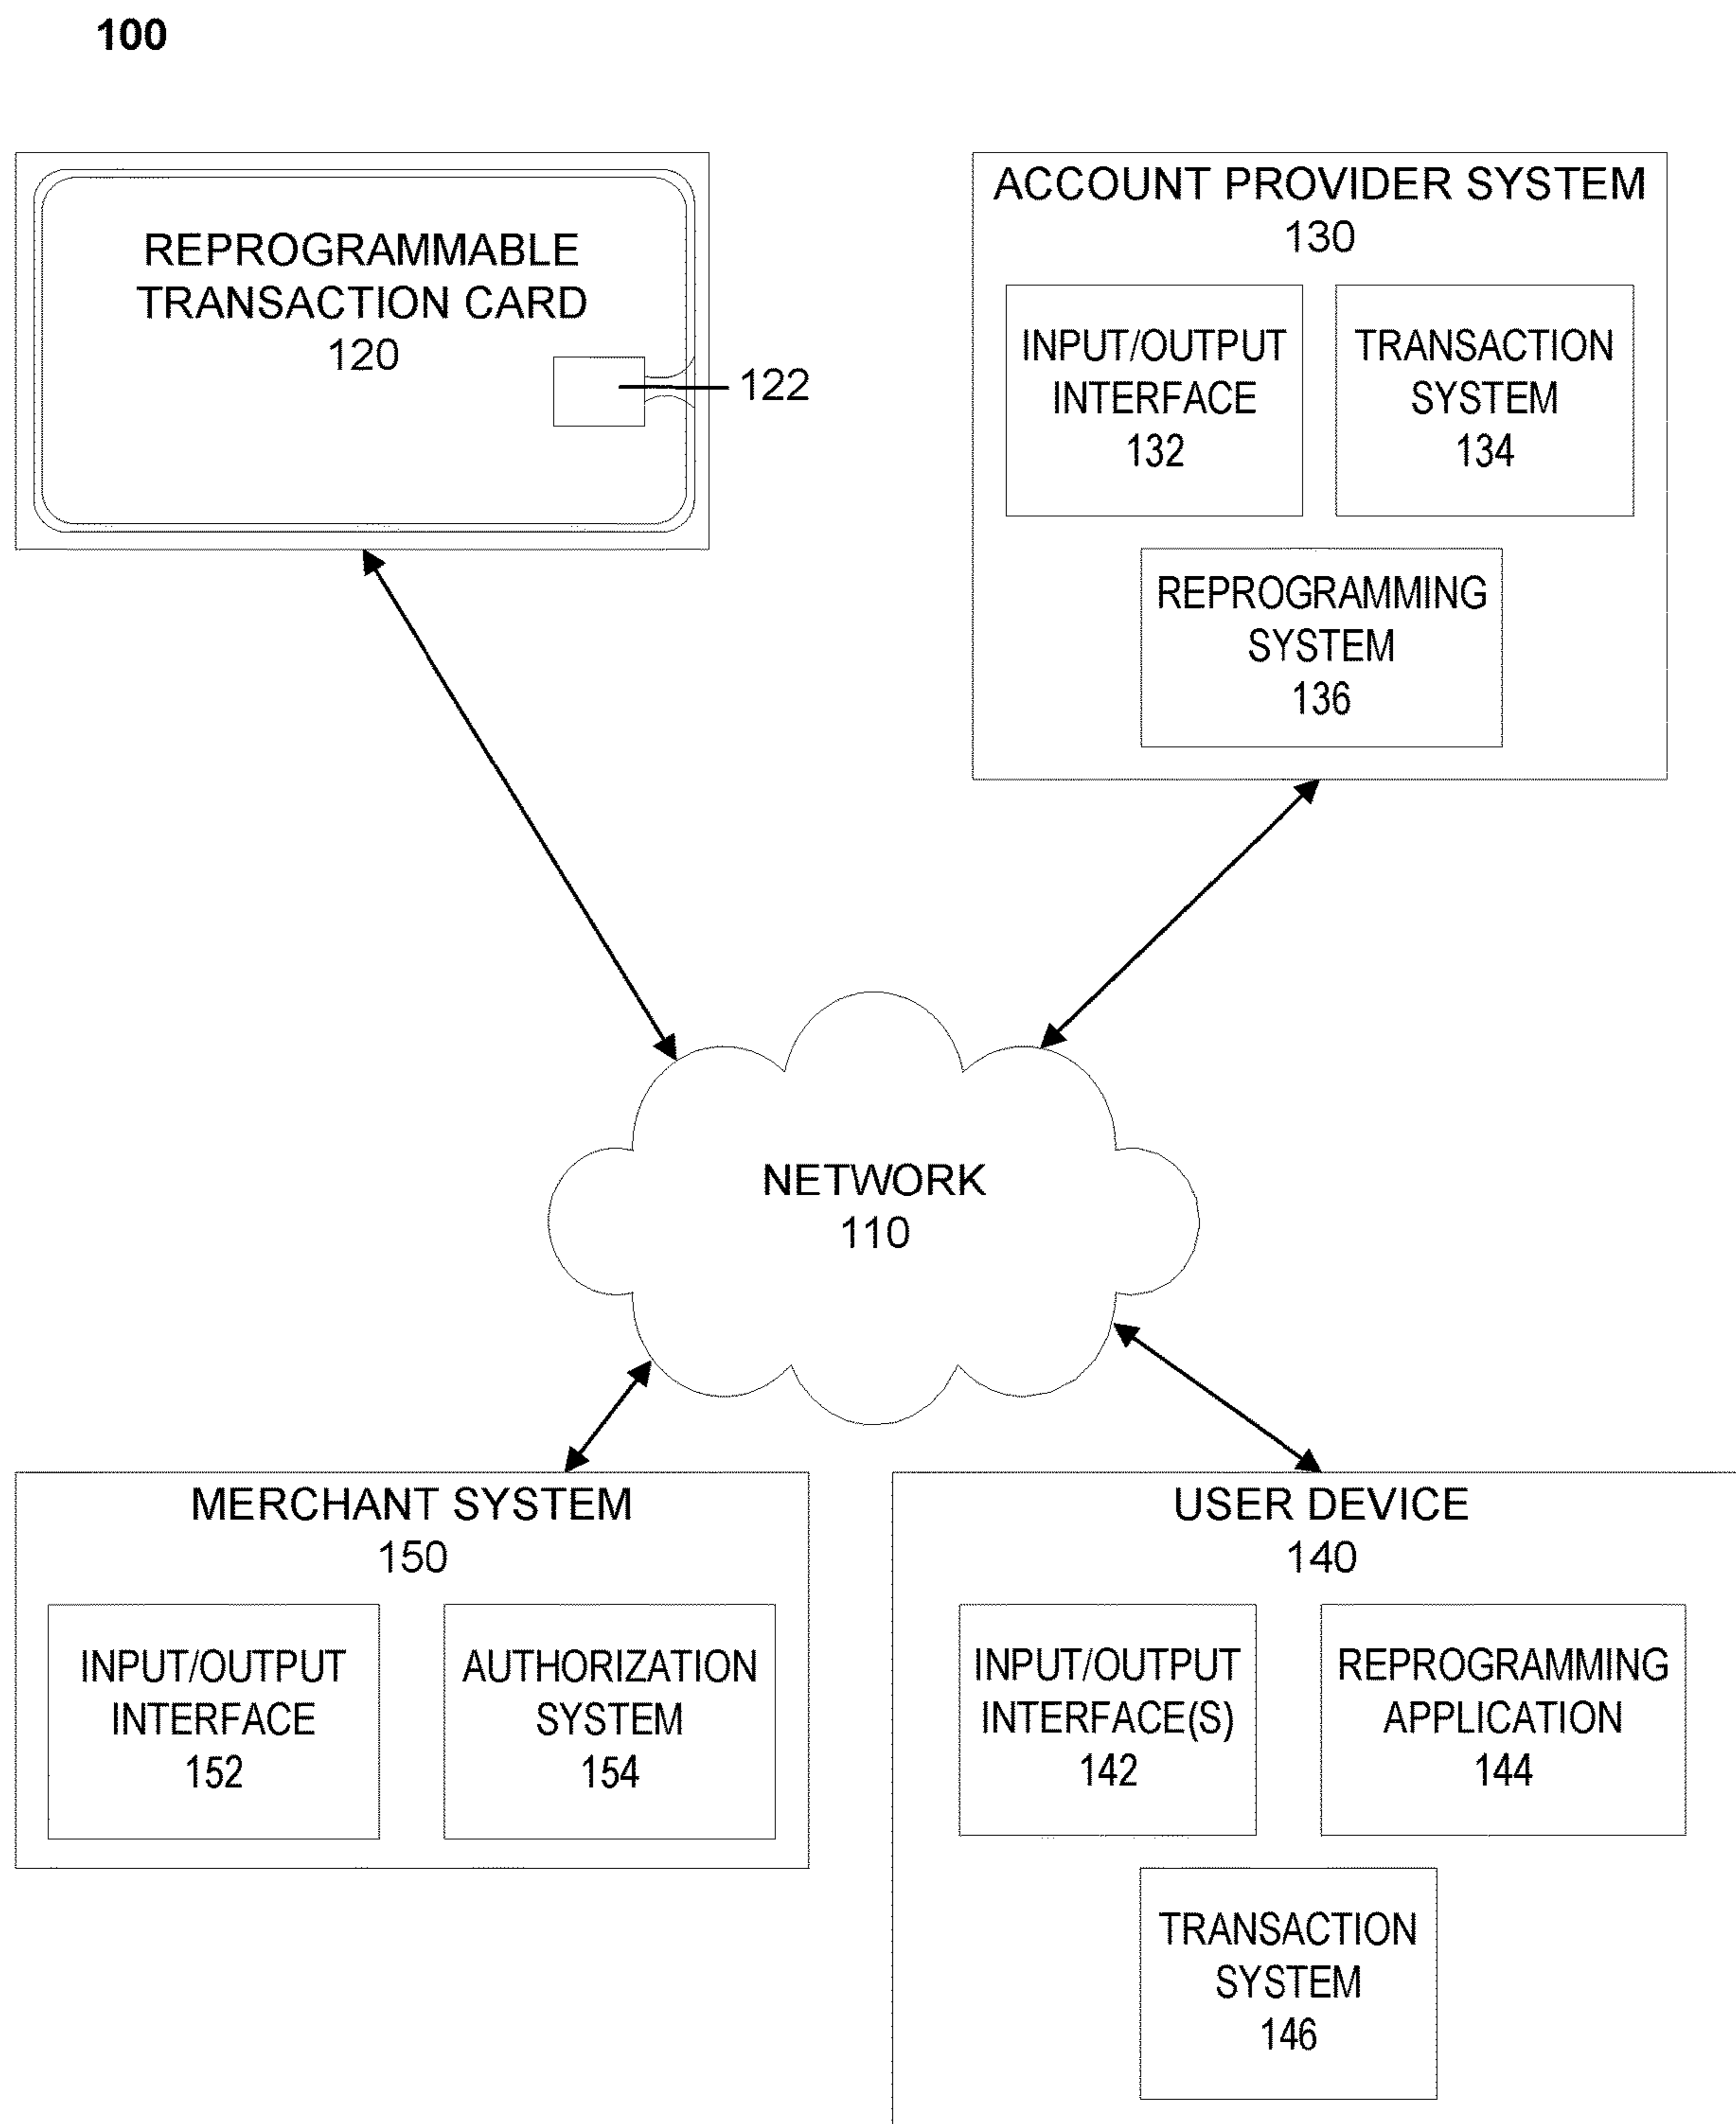 100
REPROGRAMMABLE
TRANSACTION CARD
120
122
ACCOUNT PROVIDER SYSTEM
130
INPUT/OUTPUT
INTERFACE
132
TRANSACTION
SYSTEM
134
REPROGRAMMING
SYSTEM
136
NETWORK
110
MERCHANT SYSTEM
150
INPUT/OUTPUT
INTERFACE
152
AUTHORIZATION
SYSTEM
154
USER DEVICE
140
INPUT/OUTPUT
INTERFACE(S)
142
REPROGRAMMING
APPLICATION
144
TRANSACTION
SYSTEM
146